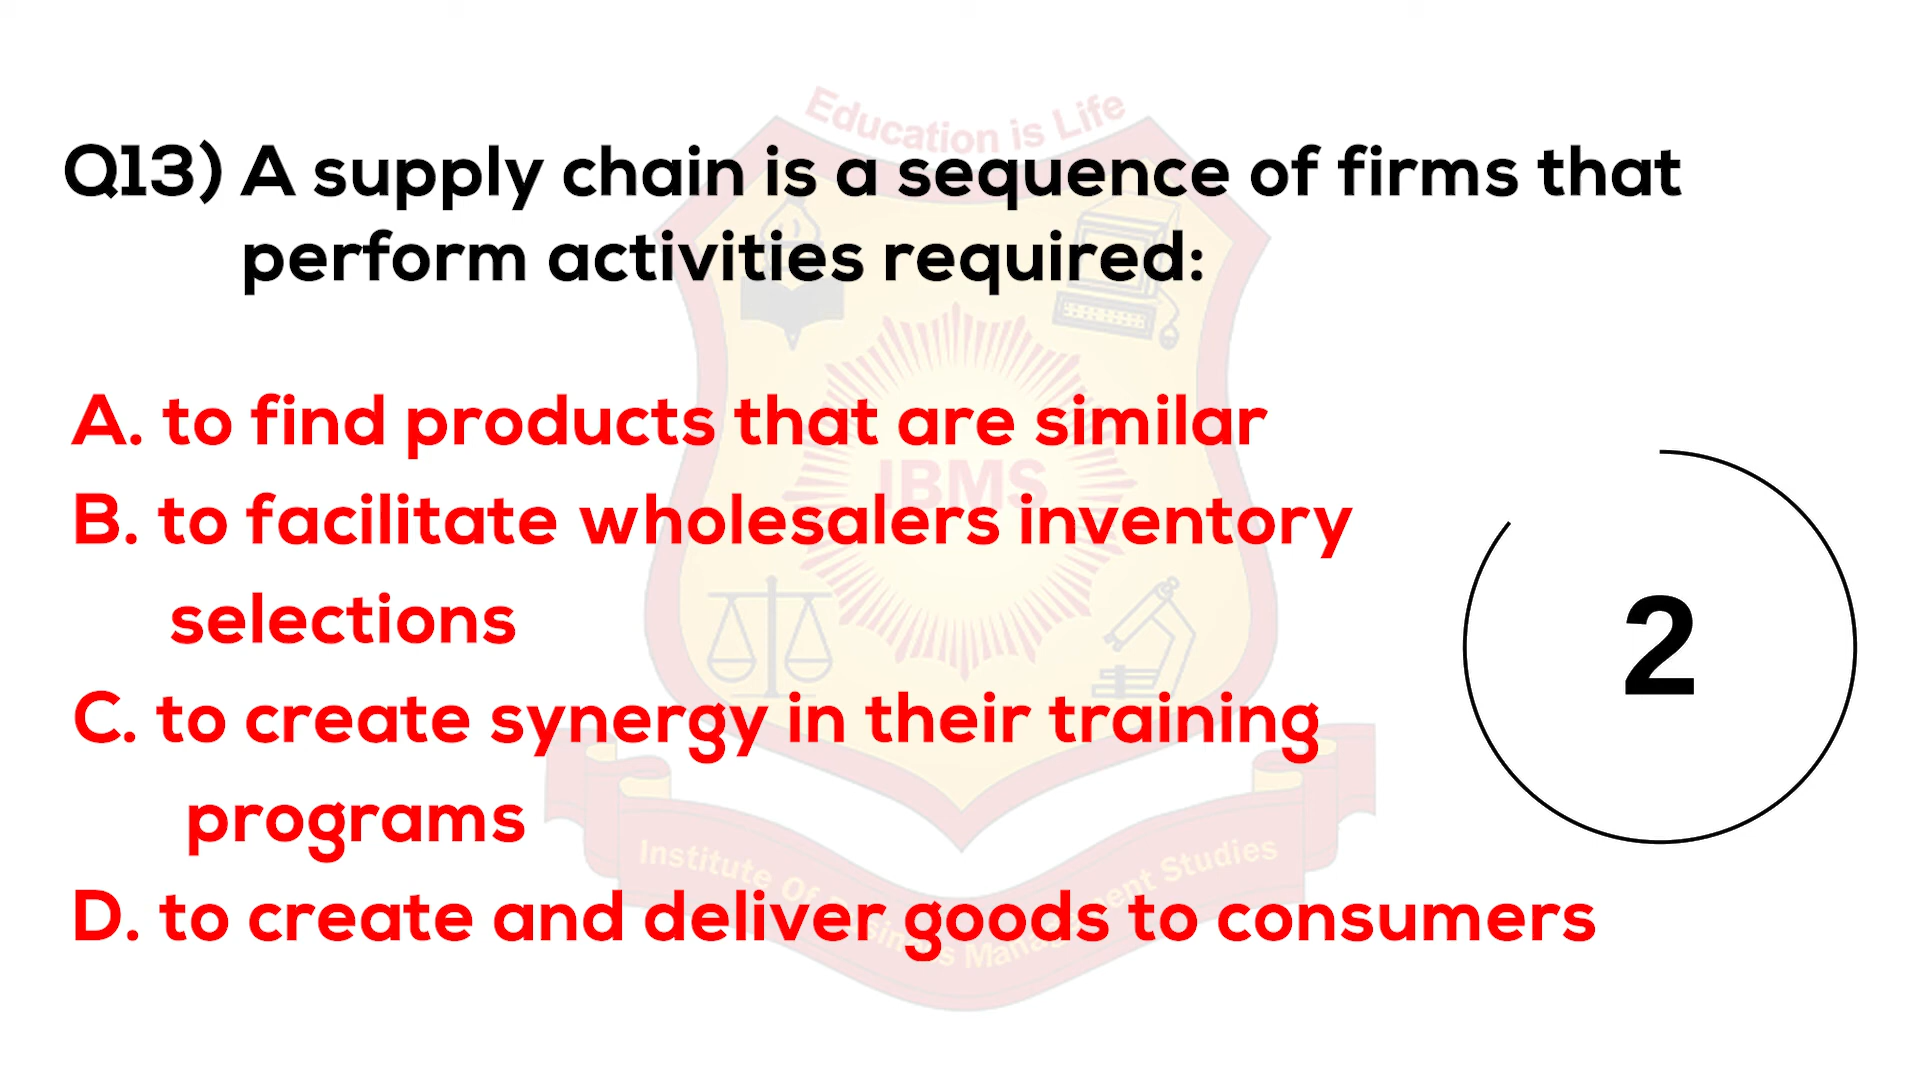 Education is Life
Q13) A supply chain is a sequence of firms that
perform activities required:
A. to find products that are similar
IBMS
B. to facilitate wholesalers inventory
selections
2
C. to create synergy in their training
programs
Institute Of Business Management Studies
D. to create and deliver goods to consumers